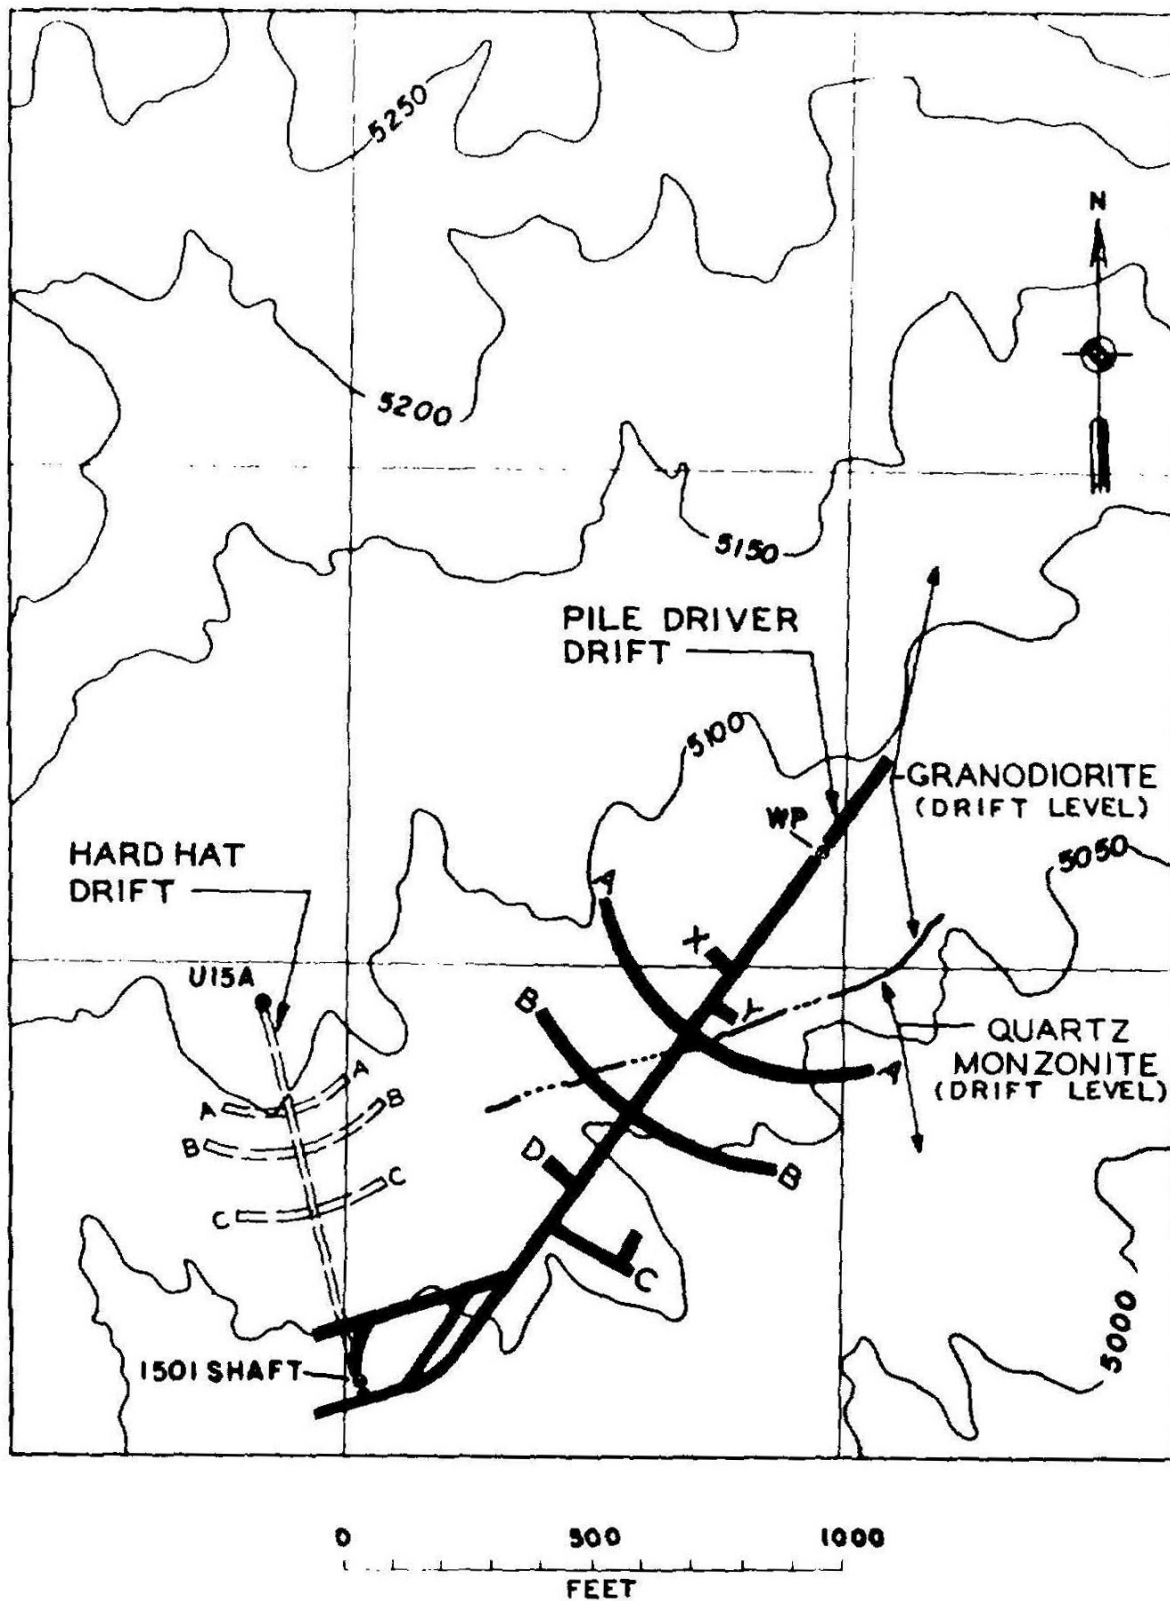 5250
N
5200
5150
PILE DRIVER
DRIFT
5100
GRANODIORITE
(DRIFT LEVEL)
WP
5050
HARD HAT
DRIFT
A
X
U15A
B
Y
QUARTZ
MONZONITE
(DRIFT LEVEL)
A
A
A
B
B
D
B
C
C
C
5000
1501 SHAFT
0 500 1000
FEET